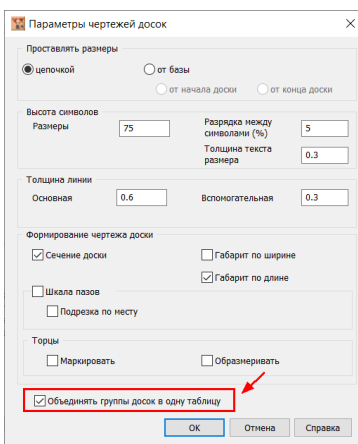 Параметры чертежей досок
Проставлять размеры
цепочкой
от базы
от начала доски
от конца доски
Высота символов
Размеры
75
Разрядка между
символами (%)
5
Толщина текста
размера
0.3
Толщина линии
Основная
0.6
Вспомогательная
0.3
Формирование чертежа доски
Сечение доски
Габарит по ширине
Габарит по длине
Шкала пазов
Подрезка по месту
Торцы
Маркировать
Образмеривать
Объединять группы досок в одну таблицу
ОК
Отмена
Справка